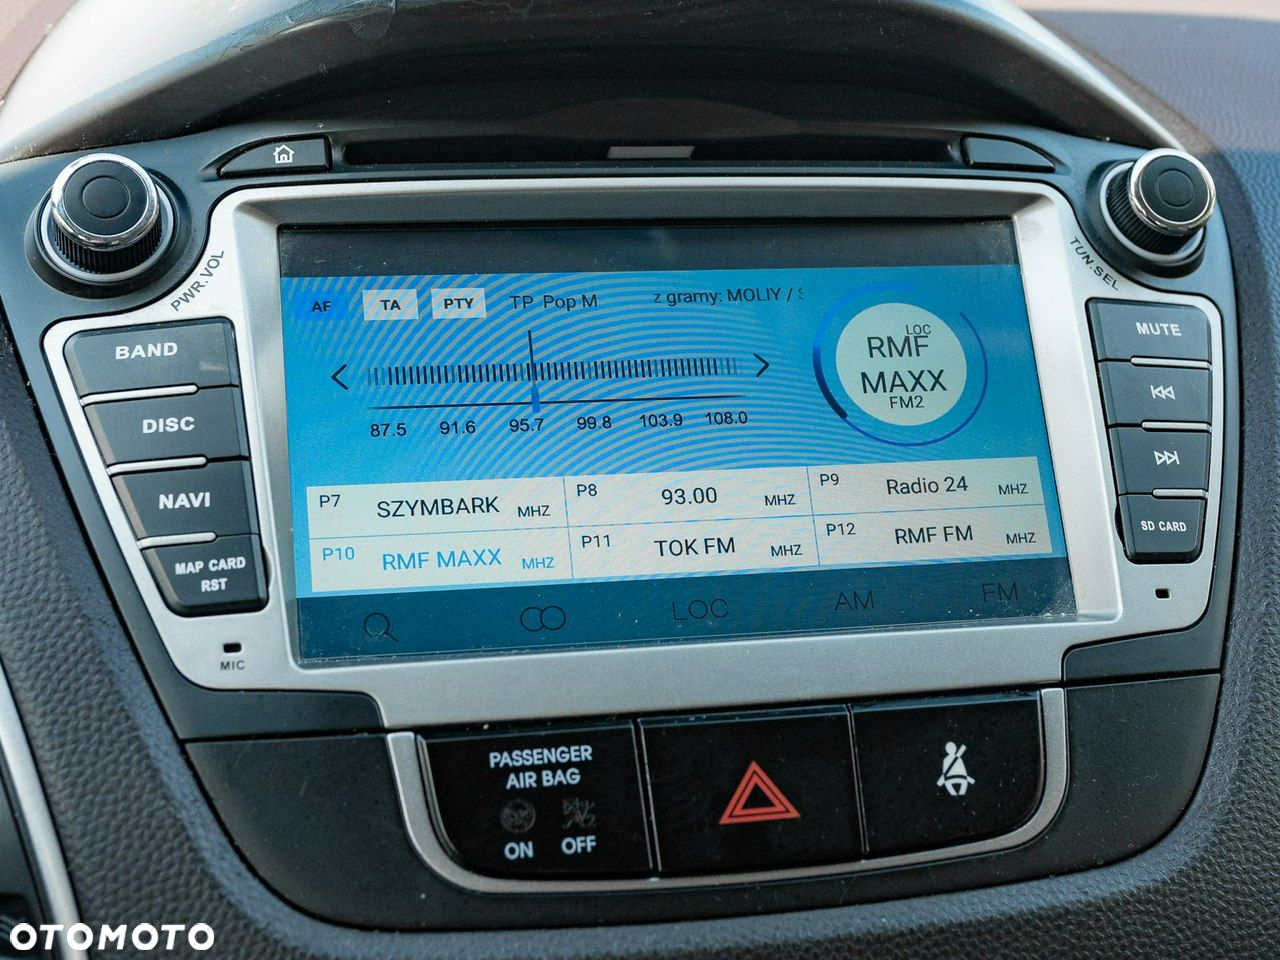 PWR.VOL
TUN.SEL
BAND
DISC
NAVI
MAP CARD
RST
MIC
AF TA PTY TP Pop M z gramy: MOLIY / S
87.5 91.6 95.7 99.8 103.9 108.0
LOC
RMF
MAXX
FM2
P7 SZYMBARK MHZ P8 93.00 MHZ P9 Radio 24 MHZ
P10 RMF MAXX MHZ P11 TOK FM MHZ P12 RMF FM MHZ
LOC AM FM
MUTE
SD CARD
PASSENGER
AIR BAG
ON OFF
OTOMOTO